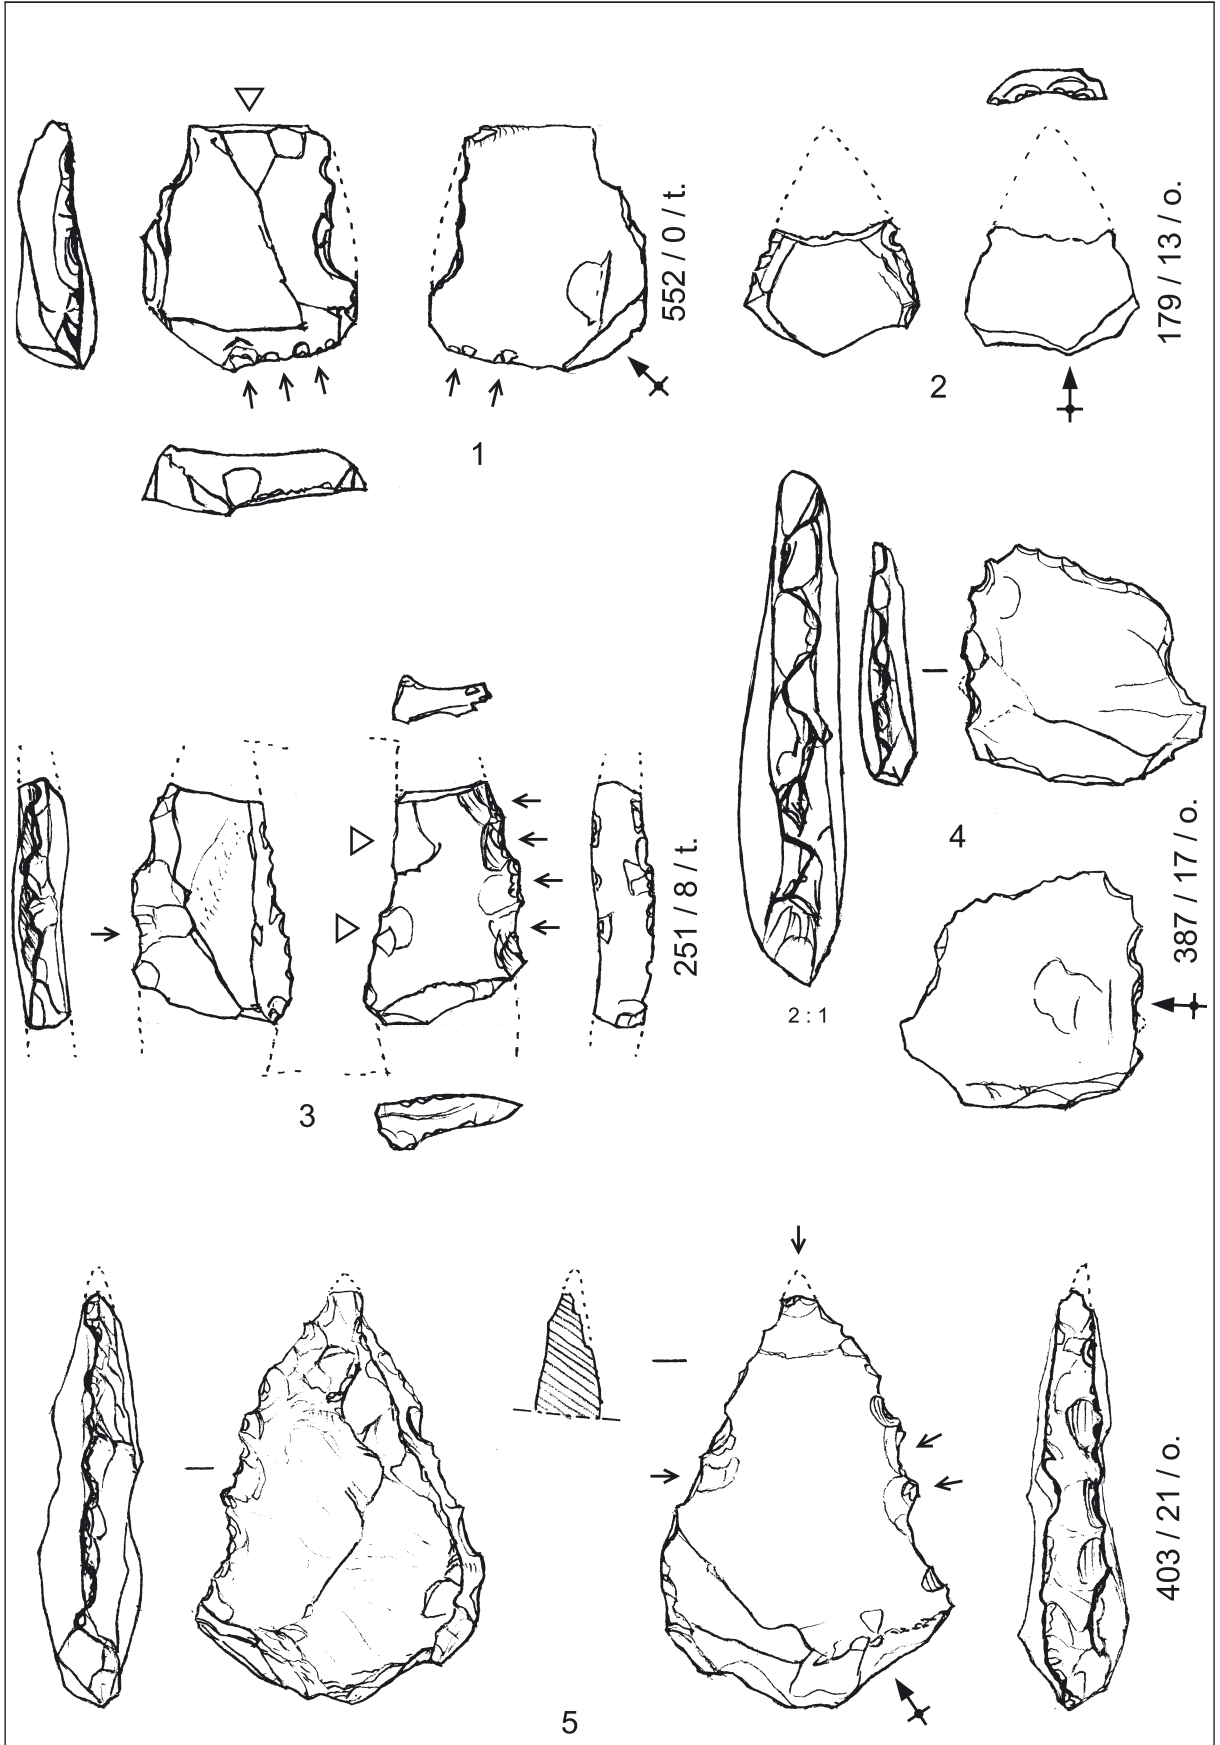 552 / 0 / t.
1
179 / 13 / o.
2
251 / 8 / t.
3
387 / 17 / o.
4
2 : 1
403 / 21 / o.
5